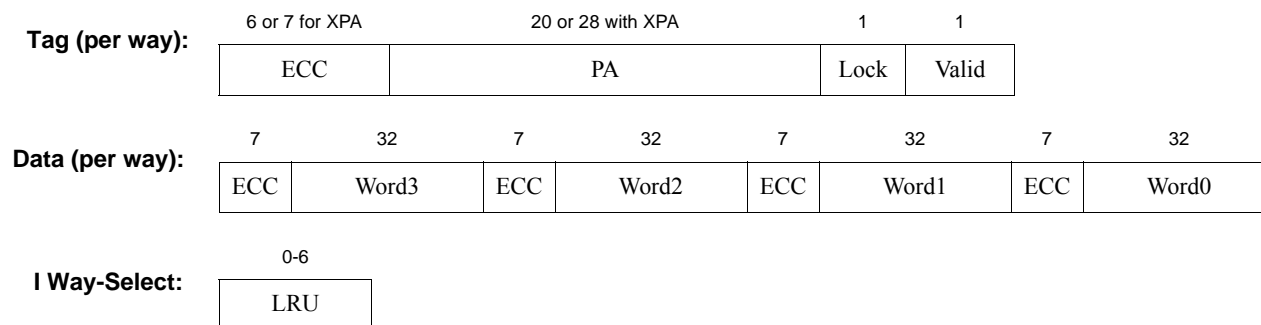 6 or 7 for XPA 20 or 28 with XPA 1 1
Tag (per way): ECC PA Lock Valid
7 32 7 32 7 32 7 32
Data (per way): ECC Word3 ECC Word2 ECC Word1 ECC Word0
0-6
I Way-Select: LRU